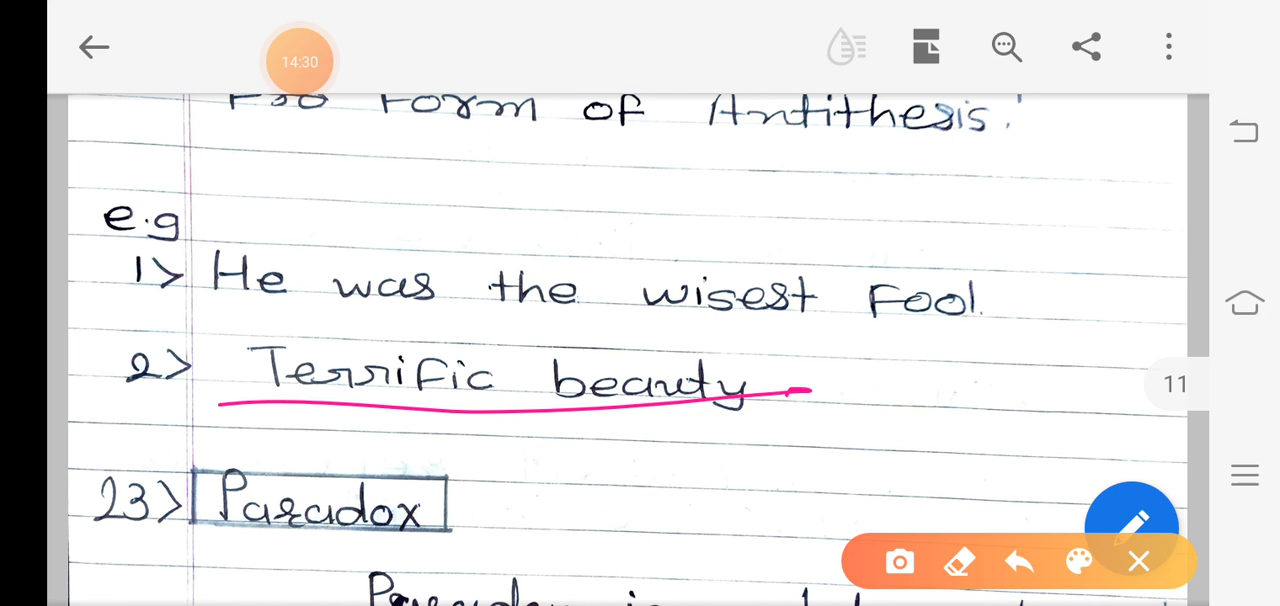 14:30
Form of Antithesis.
e.g
1> He was the wisest Fool.
2> Terrific beauty
11
23> Paradox